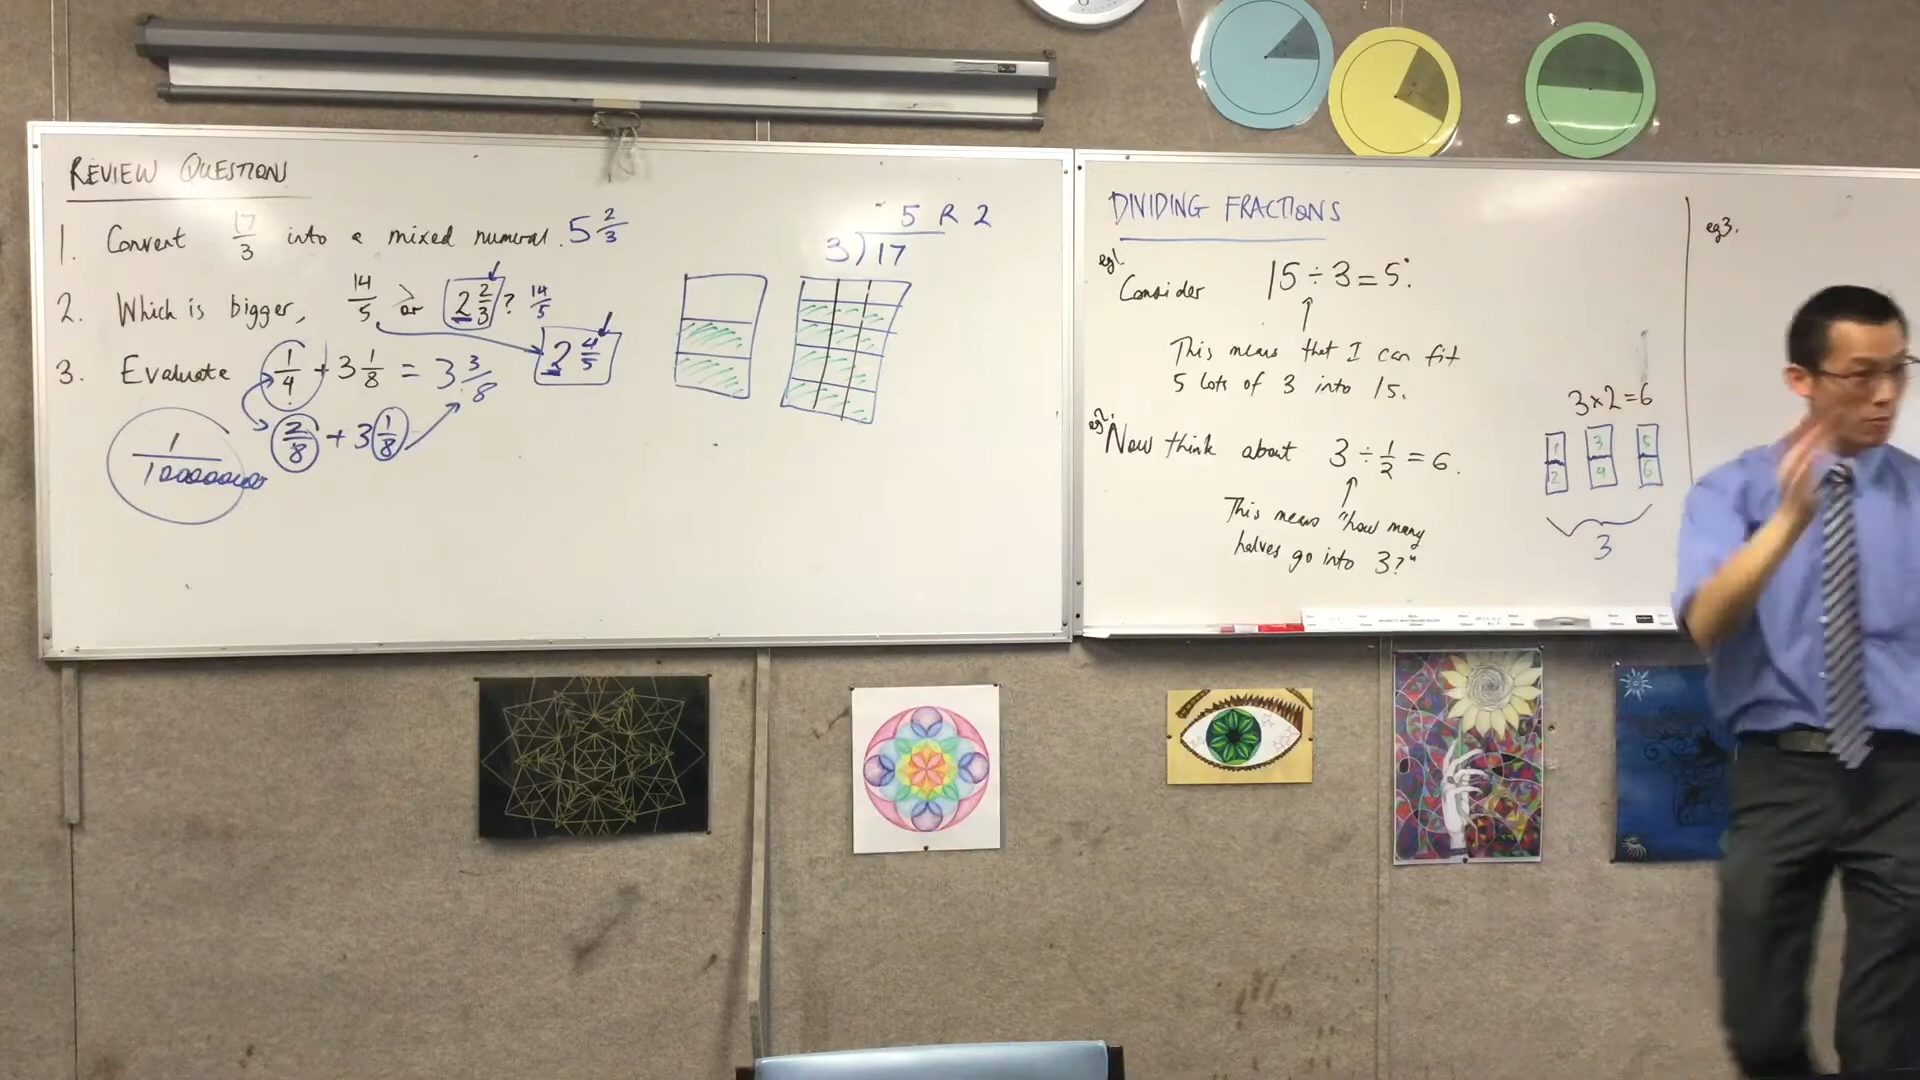 REVIEW QUESTIONS
1. Convert 17/3 into a mixed numeral. 5 2/3
5 R 2
3)17
2. Which is bigger, 14/5 > or 2 2/3? 14/5
2 4/5
3. Evaluate 1/4 + 3 1/8 = 3 3/8
2/8 + 3 1/8
DIVIDING FRACTIONS
eg1.
Consider 15 ÷ 3 = 5.
This means that I can fit
5 lots of 3 into 15.
eg2.
Now think about 3 ÷ 1/2 = 6.
This means "how many
halves go into 3?"
3 × 2 = 6
1 3 5
2 4 6
3
eg3.